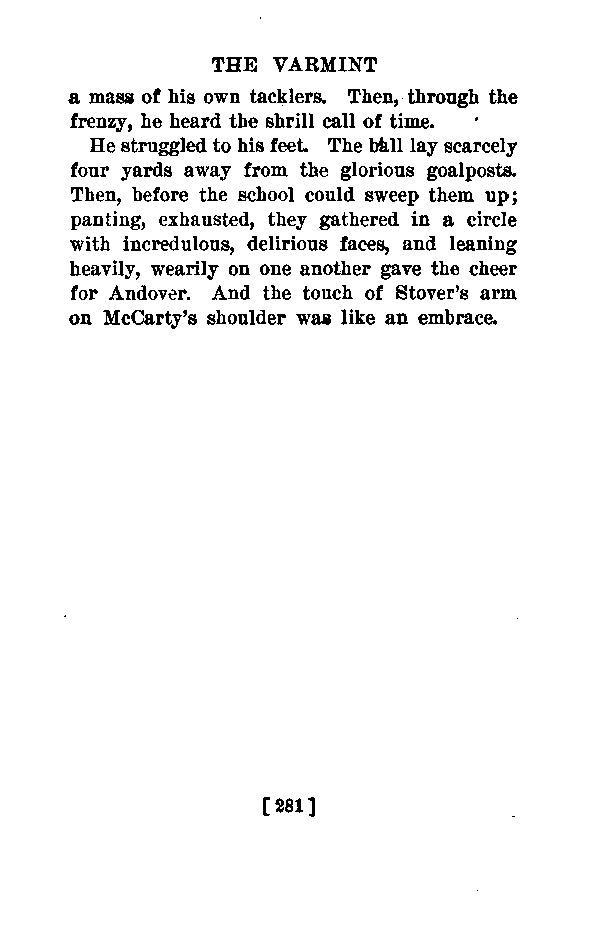 THE VARMINT
a mass of his own tacklers. Then, through the
frenzy, he heard the shrill call of time.
He struggled to his feet. The ball lay scarcely
four yards away from the glorious goalposts.
Then, before the school could sweep them up;
panting, exhausted, they gathered in a circle
with incredulous, delirious faces, and leaning
heavily, wearily on one another gave the cheer
for Andover. And the touch of Stover's arm
on McCarty's shoulder was like an embrace.
[281]